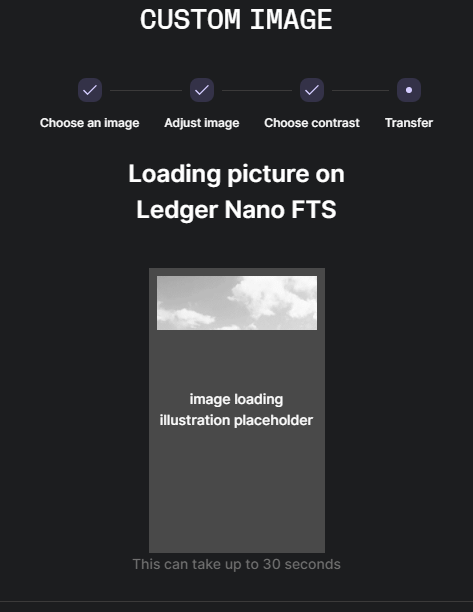 CUSTOM IMAGE
Choose an image
Adjust image
Choose contrast
Transfer
Loading picture on
Ledger Nano FTS
image loading
illustration placeholder
This can take up to 30 seconds